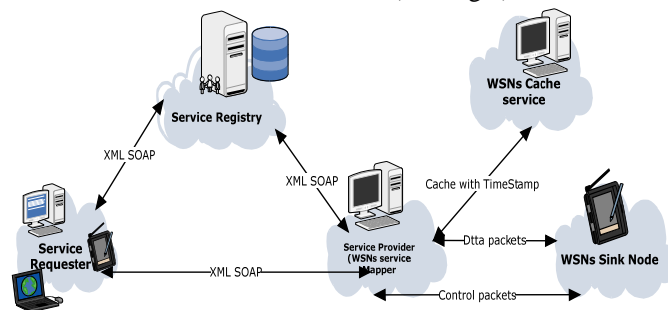 WSNs Cache
service
Service Registry
XML SOAP
XML SOAP
Cache with TimeStamp
Service
Requester
Service Provider
(WSNs service
Mapper
Dtta packets
WSNs Sink Node
XML SOAP
Control packets